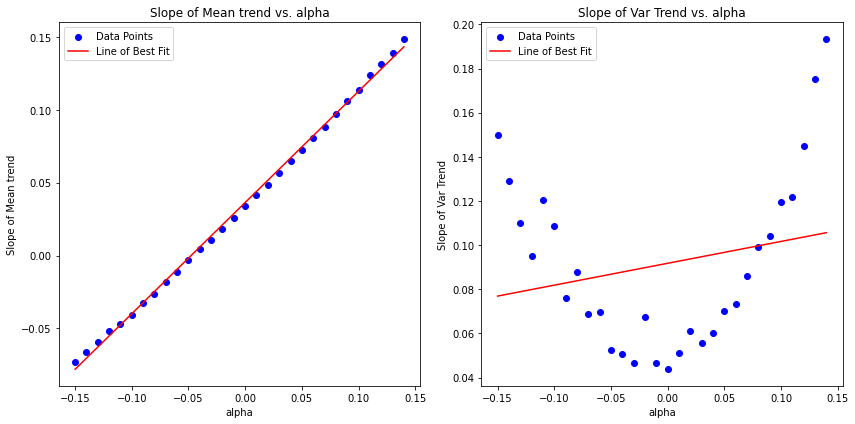 Slope of Mean trend vs. alpha
Data Points
Line of Best Fit
0.15
0.10
0.05
0.00
−0.05
Slope of Mean trend
−0.15
−0.10
−0.05
0.00
0.05
0.10
0.15
alpha
Slope of Var Trend vs. alpha
Data Points
Line of Best Fit
0.20
0.18
0.16
0.14
0.12
0.10
0.08
0.06
0.04
Slope of Var Trend
−0.15
−0.10
−0.05
0.00
0.05
0.10
0.15
alpha